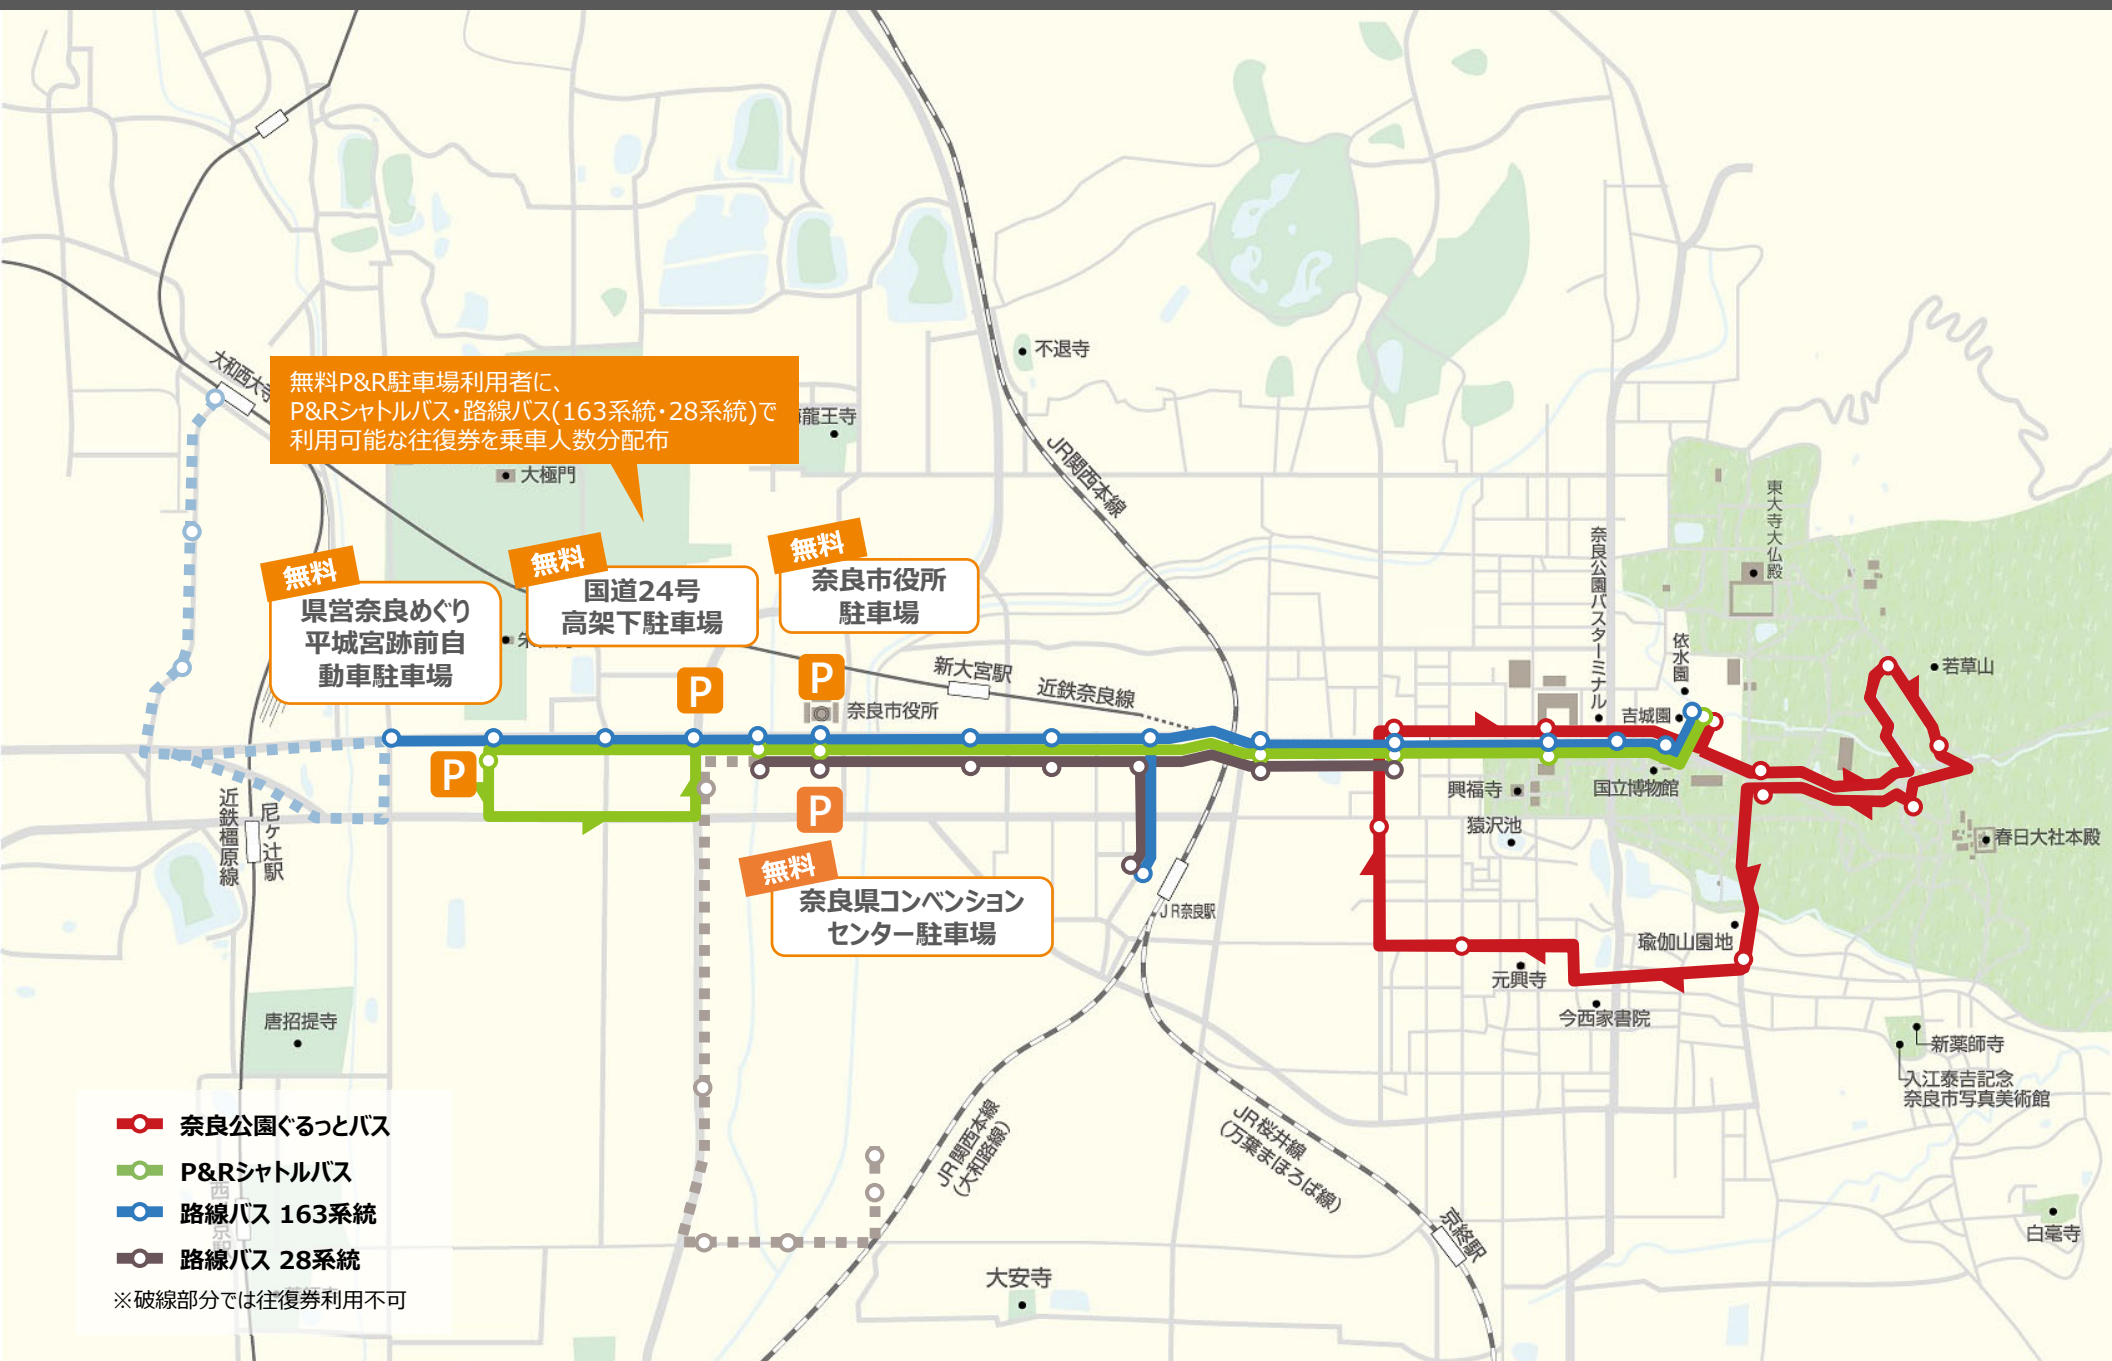 無料P&R駐車場利用者に、
P&Rシャトルバス・路線バス(163系統・28系統)で
利用可能な往復券を乗車人数分配布
大和西大寺
龍王寺
不退寺
大極門
JR関西本線
無料
県営奈良めぐり
平城宮跡前自
動車駐車場
無料
国道24号
高架下駐車場
無料
奈良市役所
駐車場
P
P
奈良市役所
新大宮駅
近鉄奈良線
P
P
無料
奈良県コンベンション
センター駐車場
近鉄橿原線
尼ヶ辻駅
JR奈良駅
奈良公園バスターミナル
東大寺大仏殿
依水園
吉城園
若草山
国立博物館
興福寺
猿沢池
春日大社本殿
瑜伽山園地
元興寺
今西家書院
新薬師寺
入江泰吉記念
奈良市写真美術館
白毫寺
唐招提寺
JR関西本線
(大和路線)
JR桜井線
(万葉まほろば線)
京終駅
大安寺
奈良公園ぐるっとバス
P&Rシャトルバス
路線バス 163系統
路線バス 28系統
※破線部分では往復券利用不可